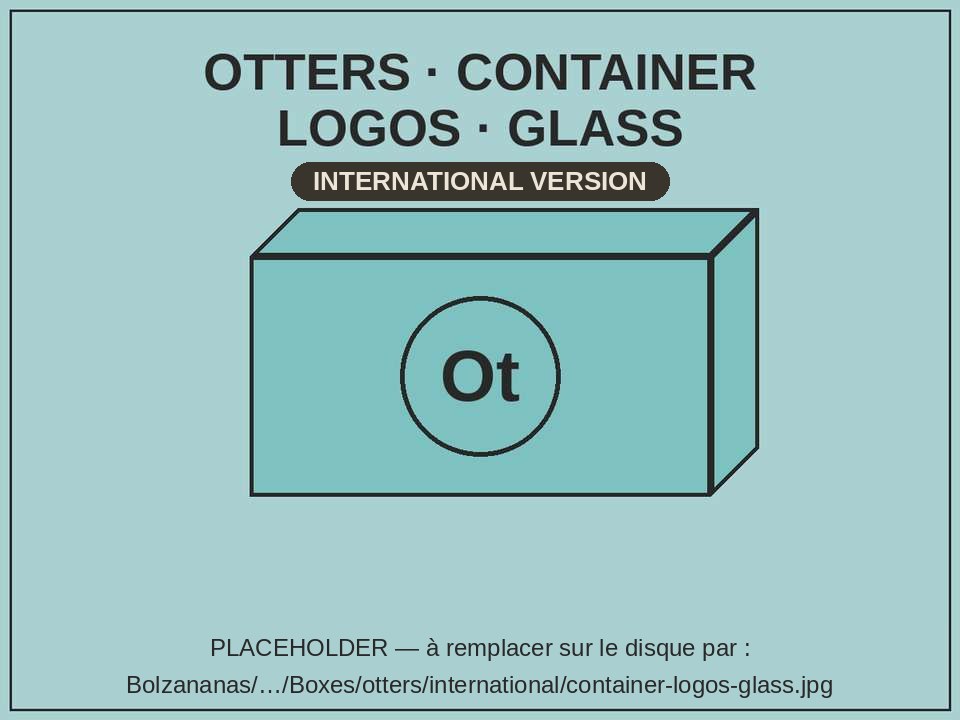 OTTERS · CONTAINER
LOGOS · GLASS
INTERNATIONAL VERSION
Ot
PLACEHOLDER — à remplacer sur le disque par :
Bolzananas/…/Boxes/otters/international/container-logos-glass.jpg